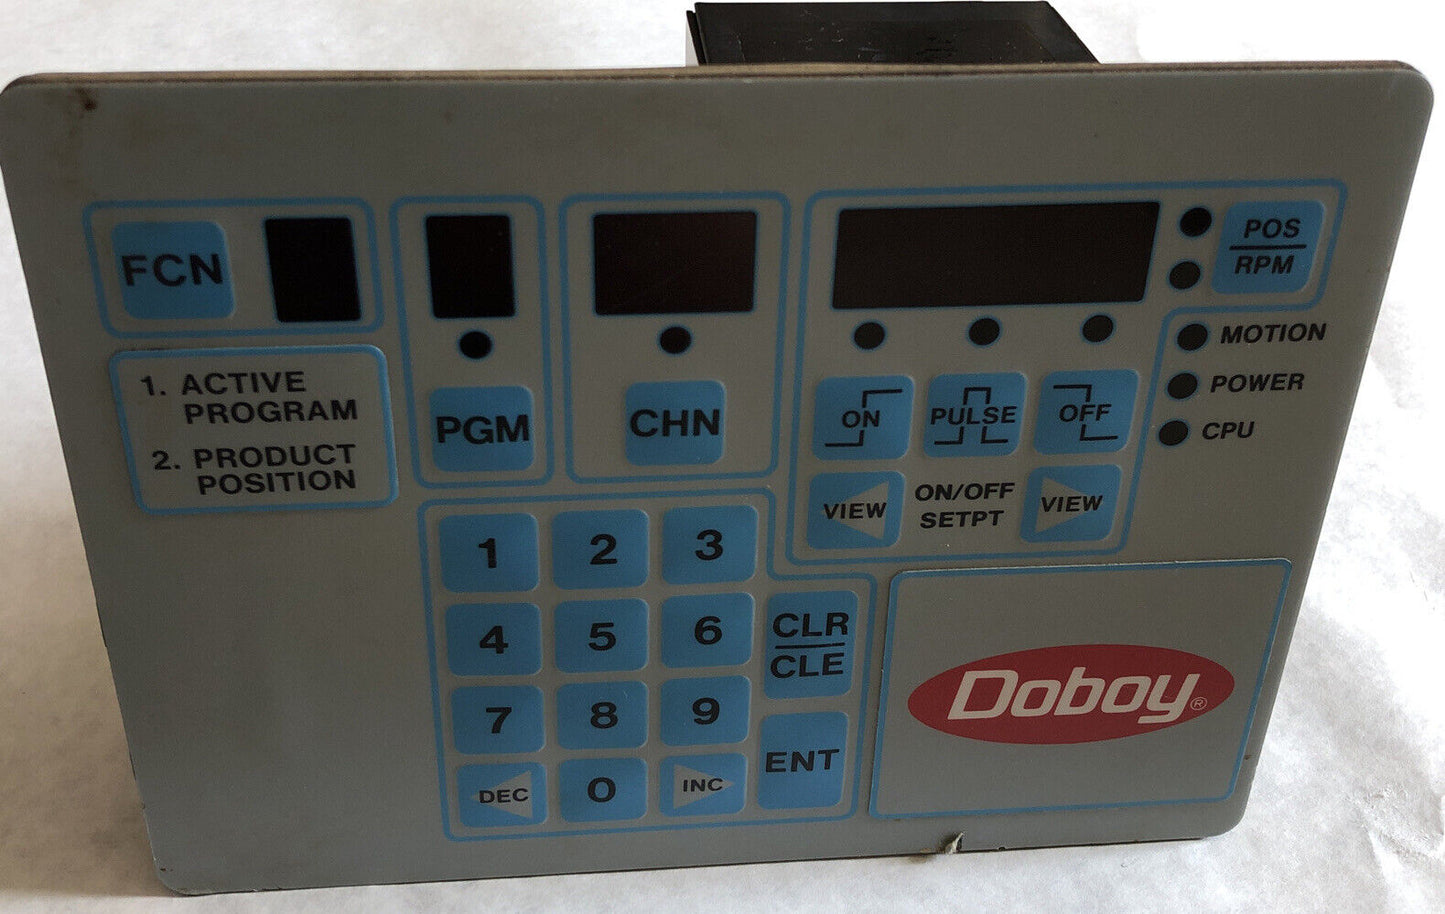 FCN
POS
RPM
MOTION
POWER
CPU
1. ACTIVE
PROGRAM
2. PRODUCT
POSITION
PGM
CHN
ON
PULSE
OFF
VIEW
ON/OFF
SETPT
VIEW
1
2
3
4
5
6
CLR
CLE
7
8
9
DEC
0
INC
ENT
Doboy®